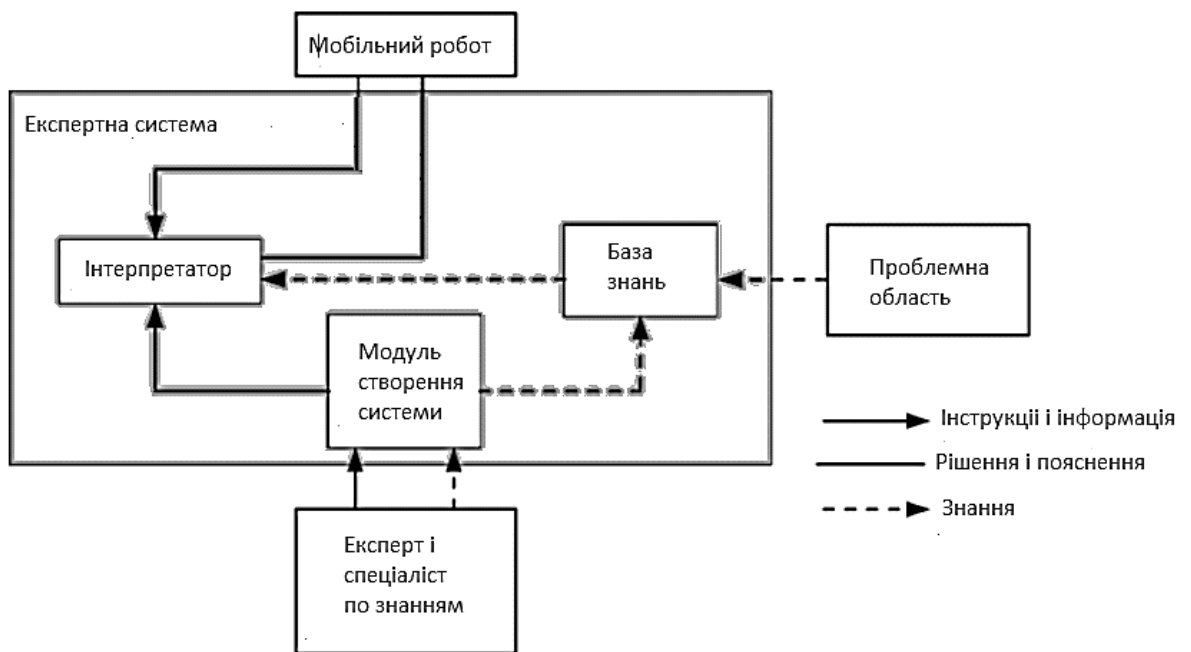 Мобільний робот
Експертна система
Інтерпретатор
База
знань
Проблемна
область
Модуль
створення
системи
Інструкціі і інформація
Рішення і пояснення
Знання
Експерт і
спеціаліст
по знанням